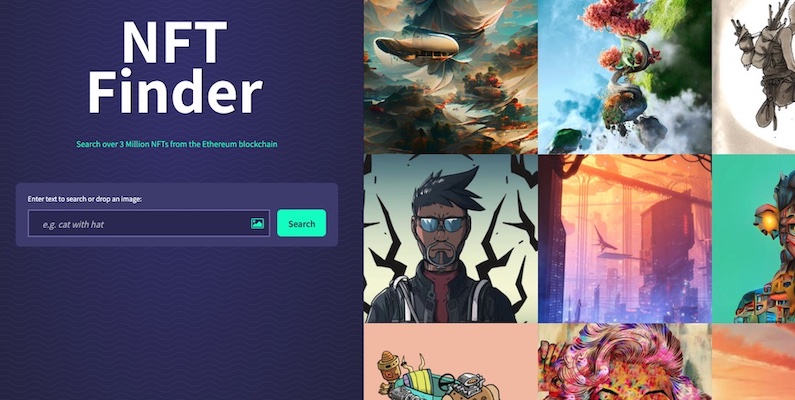 NFT
Finder
Search over 3 Million NFTs from the Ethereum blockchain
Enter text to search or drop an image:
e.g. cat with hat
Search